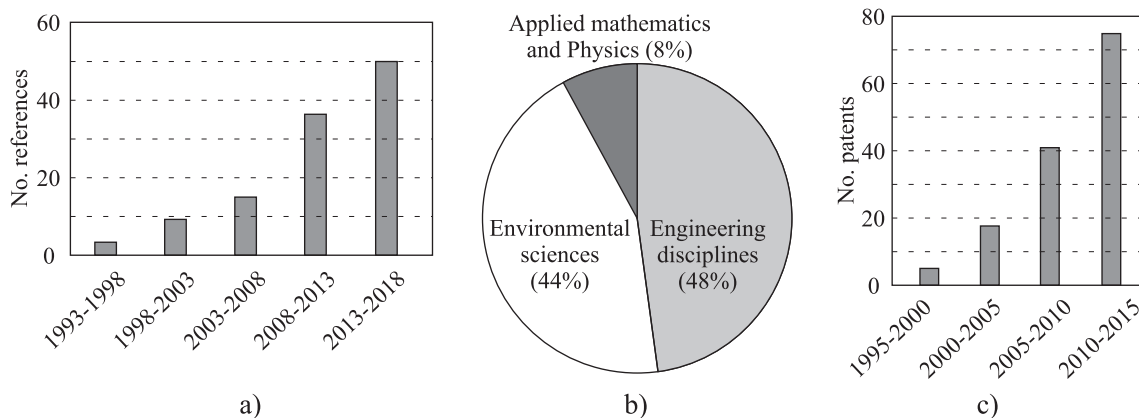 No. references
60
40
20
0
1993-1998
1998-2003
2003-2008
2008-2013
2013-2018
a)
Applied mathematics
and Physics (8%)
Environmental
sciences
(44%)
Engineering
disciplines
(48%)
b)
No. patents
80
60
40
20
0
1995-2000
2000-2005
2005-2010
2010-2015
c)